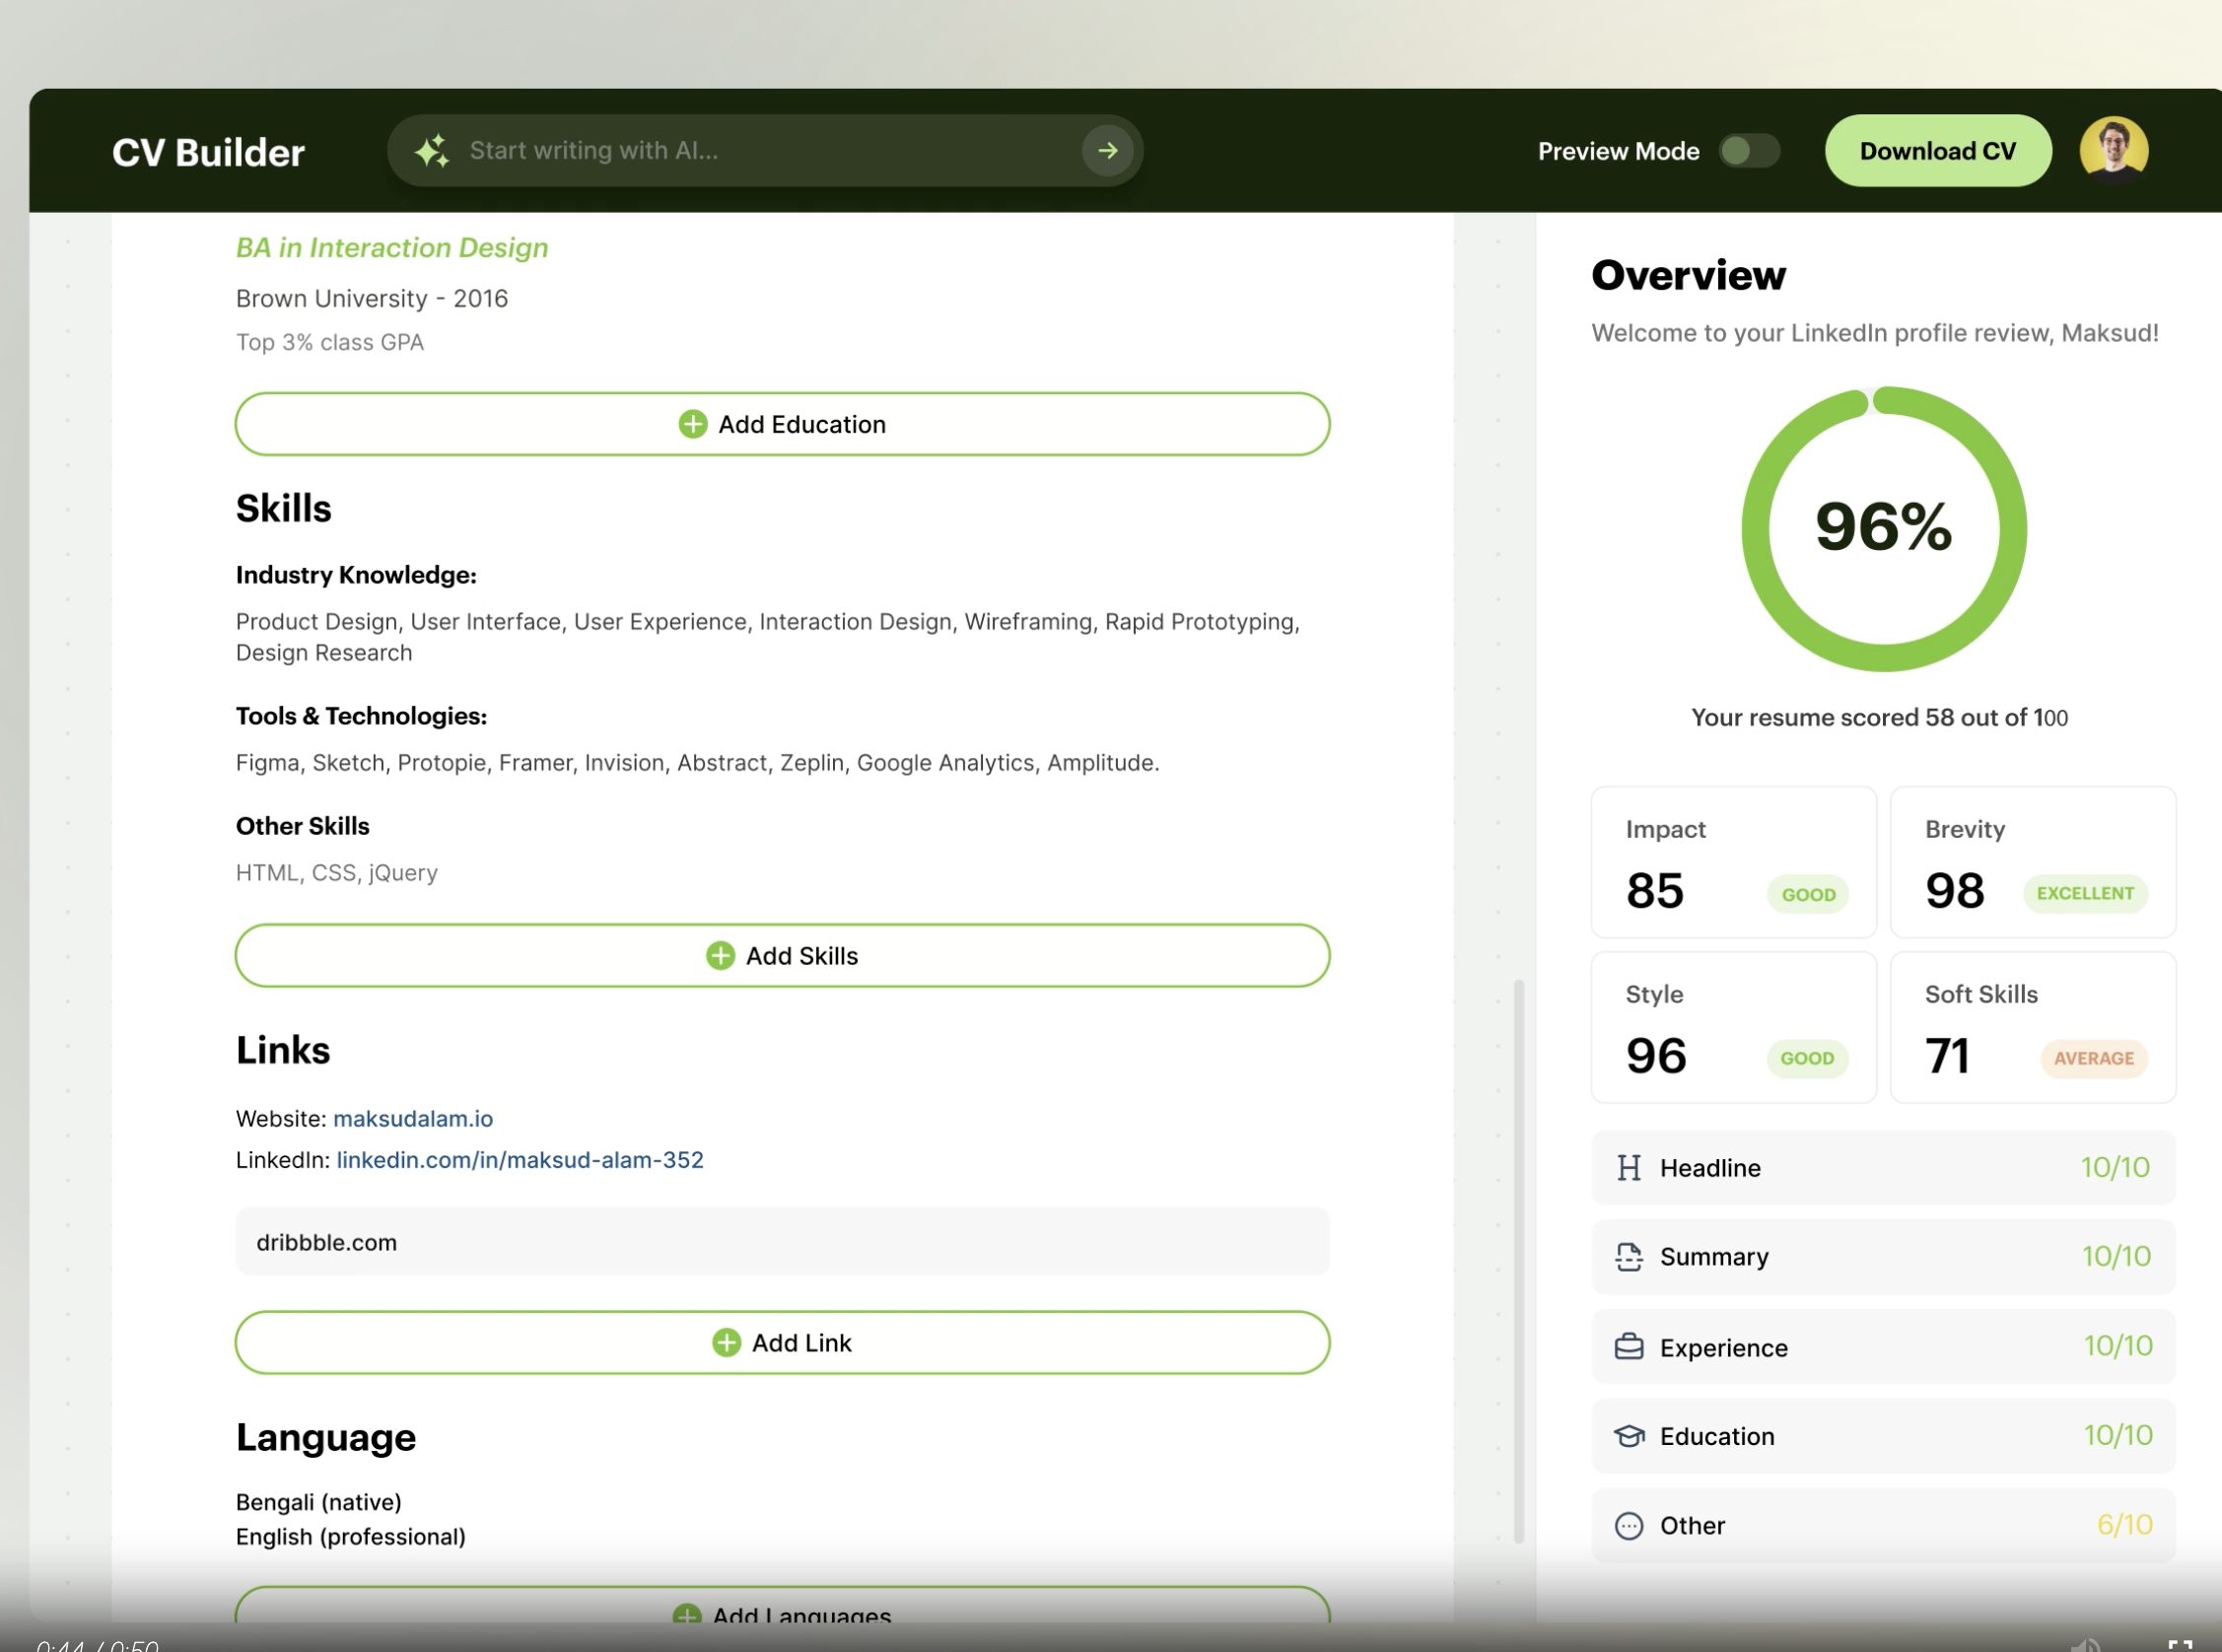 CV Builder
Start writing with AI...
Preview Mode
Download CV
BA in Interaction Design
Brown University - 2016
Top 3% class GPA
Add Education
Skills
Industry Knowledge:
Product Design, User Interface, User Experience, Interaction Design, Wireframing, Rapid Prototyping,
Design Research
Tools & Technologies:
Figma, Sketch, Protopie, Framer, Invision, Abstract, Zeplin, Google Analytics, Amplitude.
Other Skills
HTML, CSS, jQuery
Add Skills
Links
Website: maksudalam.io
LinkedIn: linkedin.com/in/maksud-alam-352
dribbble.com
Add Link
Language
Bengali (native)
English (professional)
Add Languages
Overview
Welcome to your LinkedIn profile review, Maksud!
96%
Your resume scored 58 out of 100
Impact
85 GOOD
Brevity
98 EXCELLENT
Style
96 GOOD
Soft Skills
71 AVERAGE
H Headline 10/10
Summary 10/10
Experience 10/10
Education 10/10
Other 6/10
0:44 / 0:50